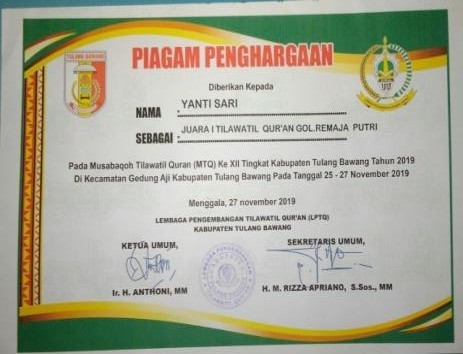 TULANG BAWANG
PIAGAM PENGHARGAAN
Diberikan Kepada
NAMA : YANTI SARI
SEBAGAI : JUARA I TILAWATIL QUR'AN GOL.REMAJA PUTRI
Pada Musabaqoh Tilawatil Quran (MTQ) Ke XII Tingkat Kabupaten Tulang Bawang Tahun 2019
Di Kecamatan Gedung Aji Kabupaten Tulang Bawang Pada Tanggal 25 - 27 November 2019
Menggala, 27 november 2019
LEMBAGA PENGEMBANGAN TILAWATIL QUR'AN (LPTQ)
KABUPATEN TULANG BAWANG
KETUA UMUM,
SEKRETARIS UMUM,
Ir. H. ANTHONI, MM
H. M. RIZZA APRIANO, S.Sos., MM